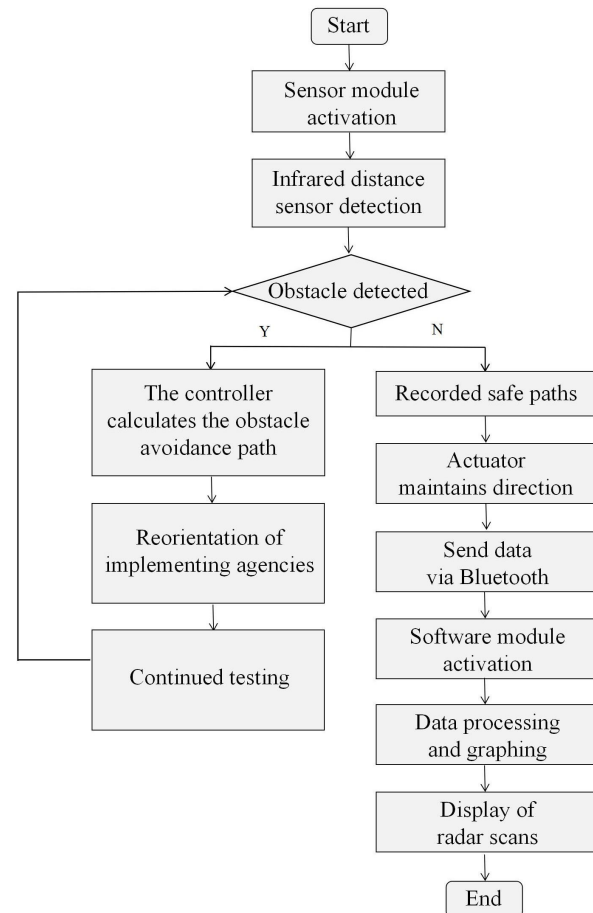 Start
Sensor module
activation
Infrared distance
sensor detection
Obstacle detected
Y
N
The controller
calculates the obstacle
avoidance path
Reorientation of
implementing agencies
Continued testing
Recorded safe paths
Actuator
maintains direction
Send data
via Bluetooth
Software module
activation
Data processing
and graphing
Display of
radar scans
End